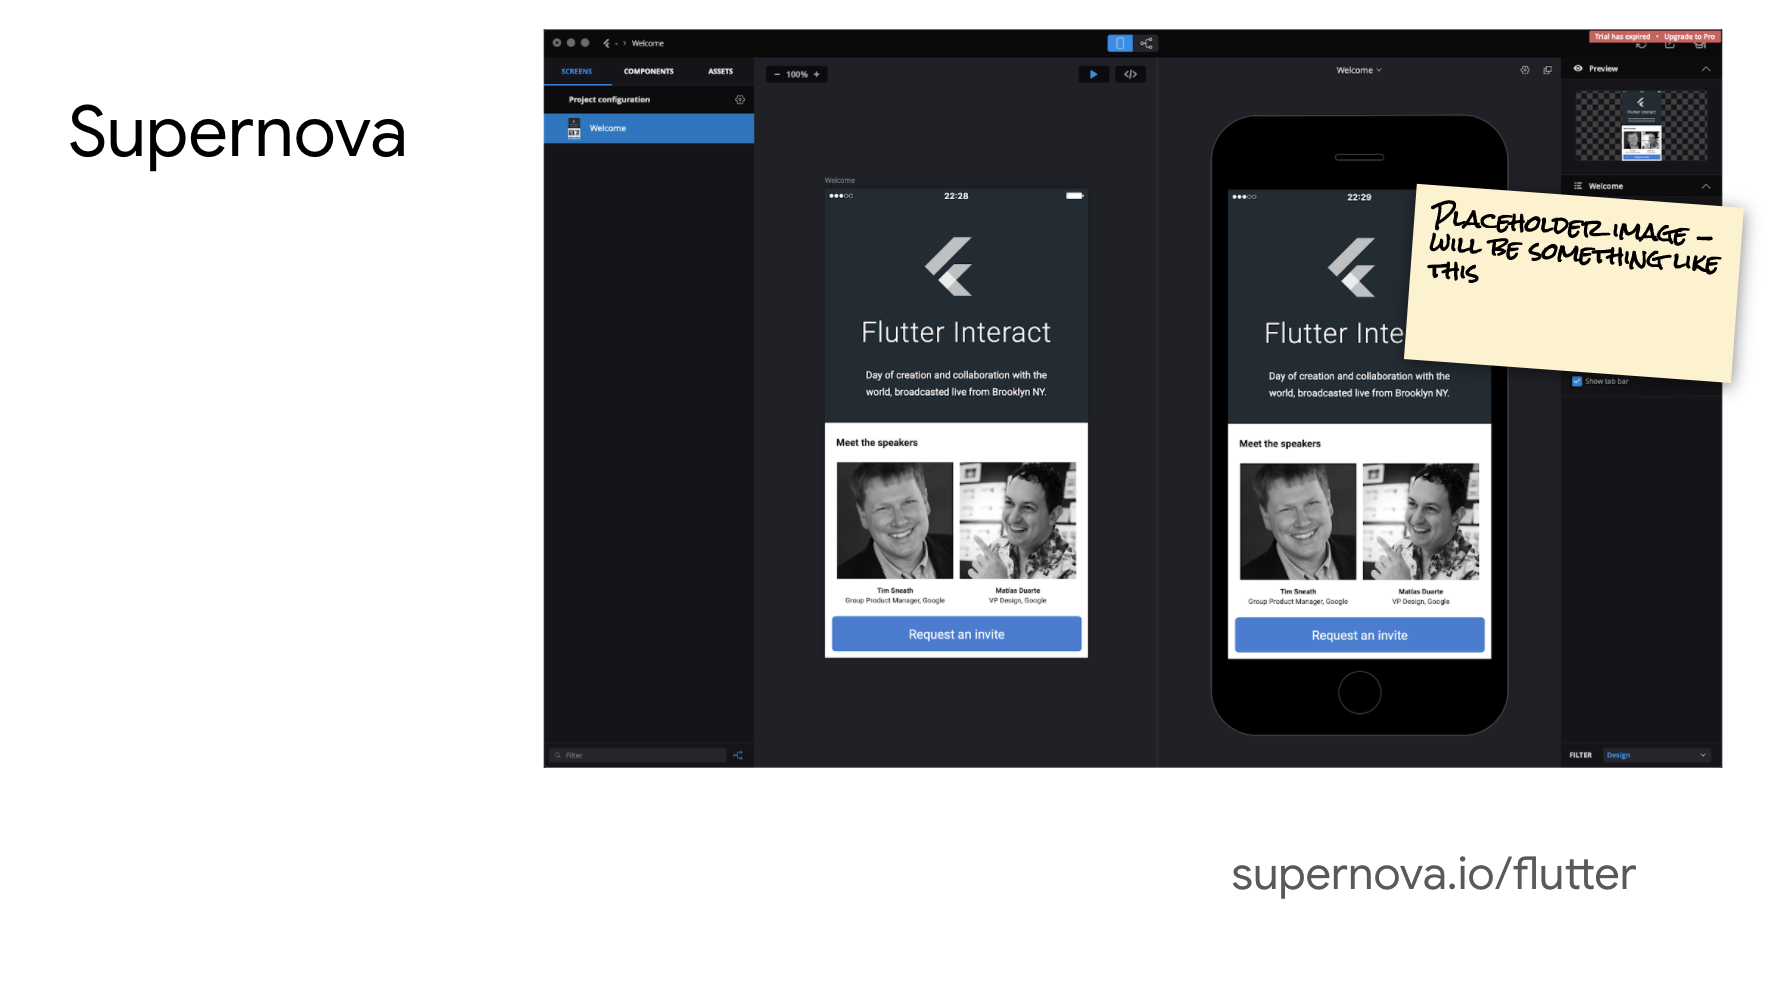 Supernova
- > Welcome
Trial has expired • Upgrade to Pro
SCREENS COMPONENTS ASSETS
Project configuration
Welcome
Filter
− 100% +
</>
Welcome
22:28
Flutter Interact
Day of creation and collaboration with the
world, broadcasted live from Brooklyn NY.
Meet the speakers
Tim Sneath
Group Product Manager, Google
Matías Duarte
VP Design, Google
Request an invite
Welcome
22:29
Flutter Inte
Day of creation and collaboration with the
world, broadcasted live from Brooklyn NY.
Meet the speakers
Tim Sneath
Group Product Manager, Google
Matías Duarte
VP Design, Google
Request an invite
Preview
Flutter Interact
Welcome
Placeholder image –
will be something like
this
Show tab bar
FILTER Design
supernova.io/flutter